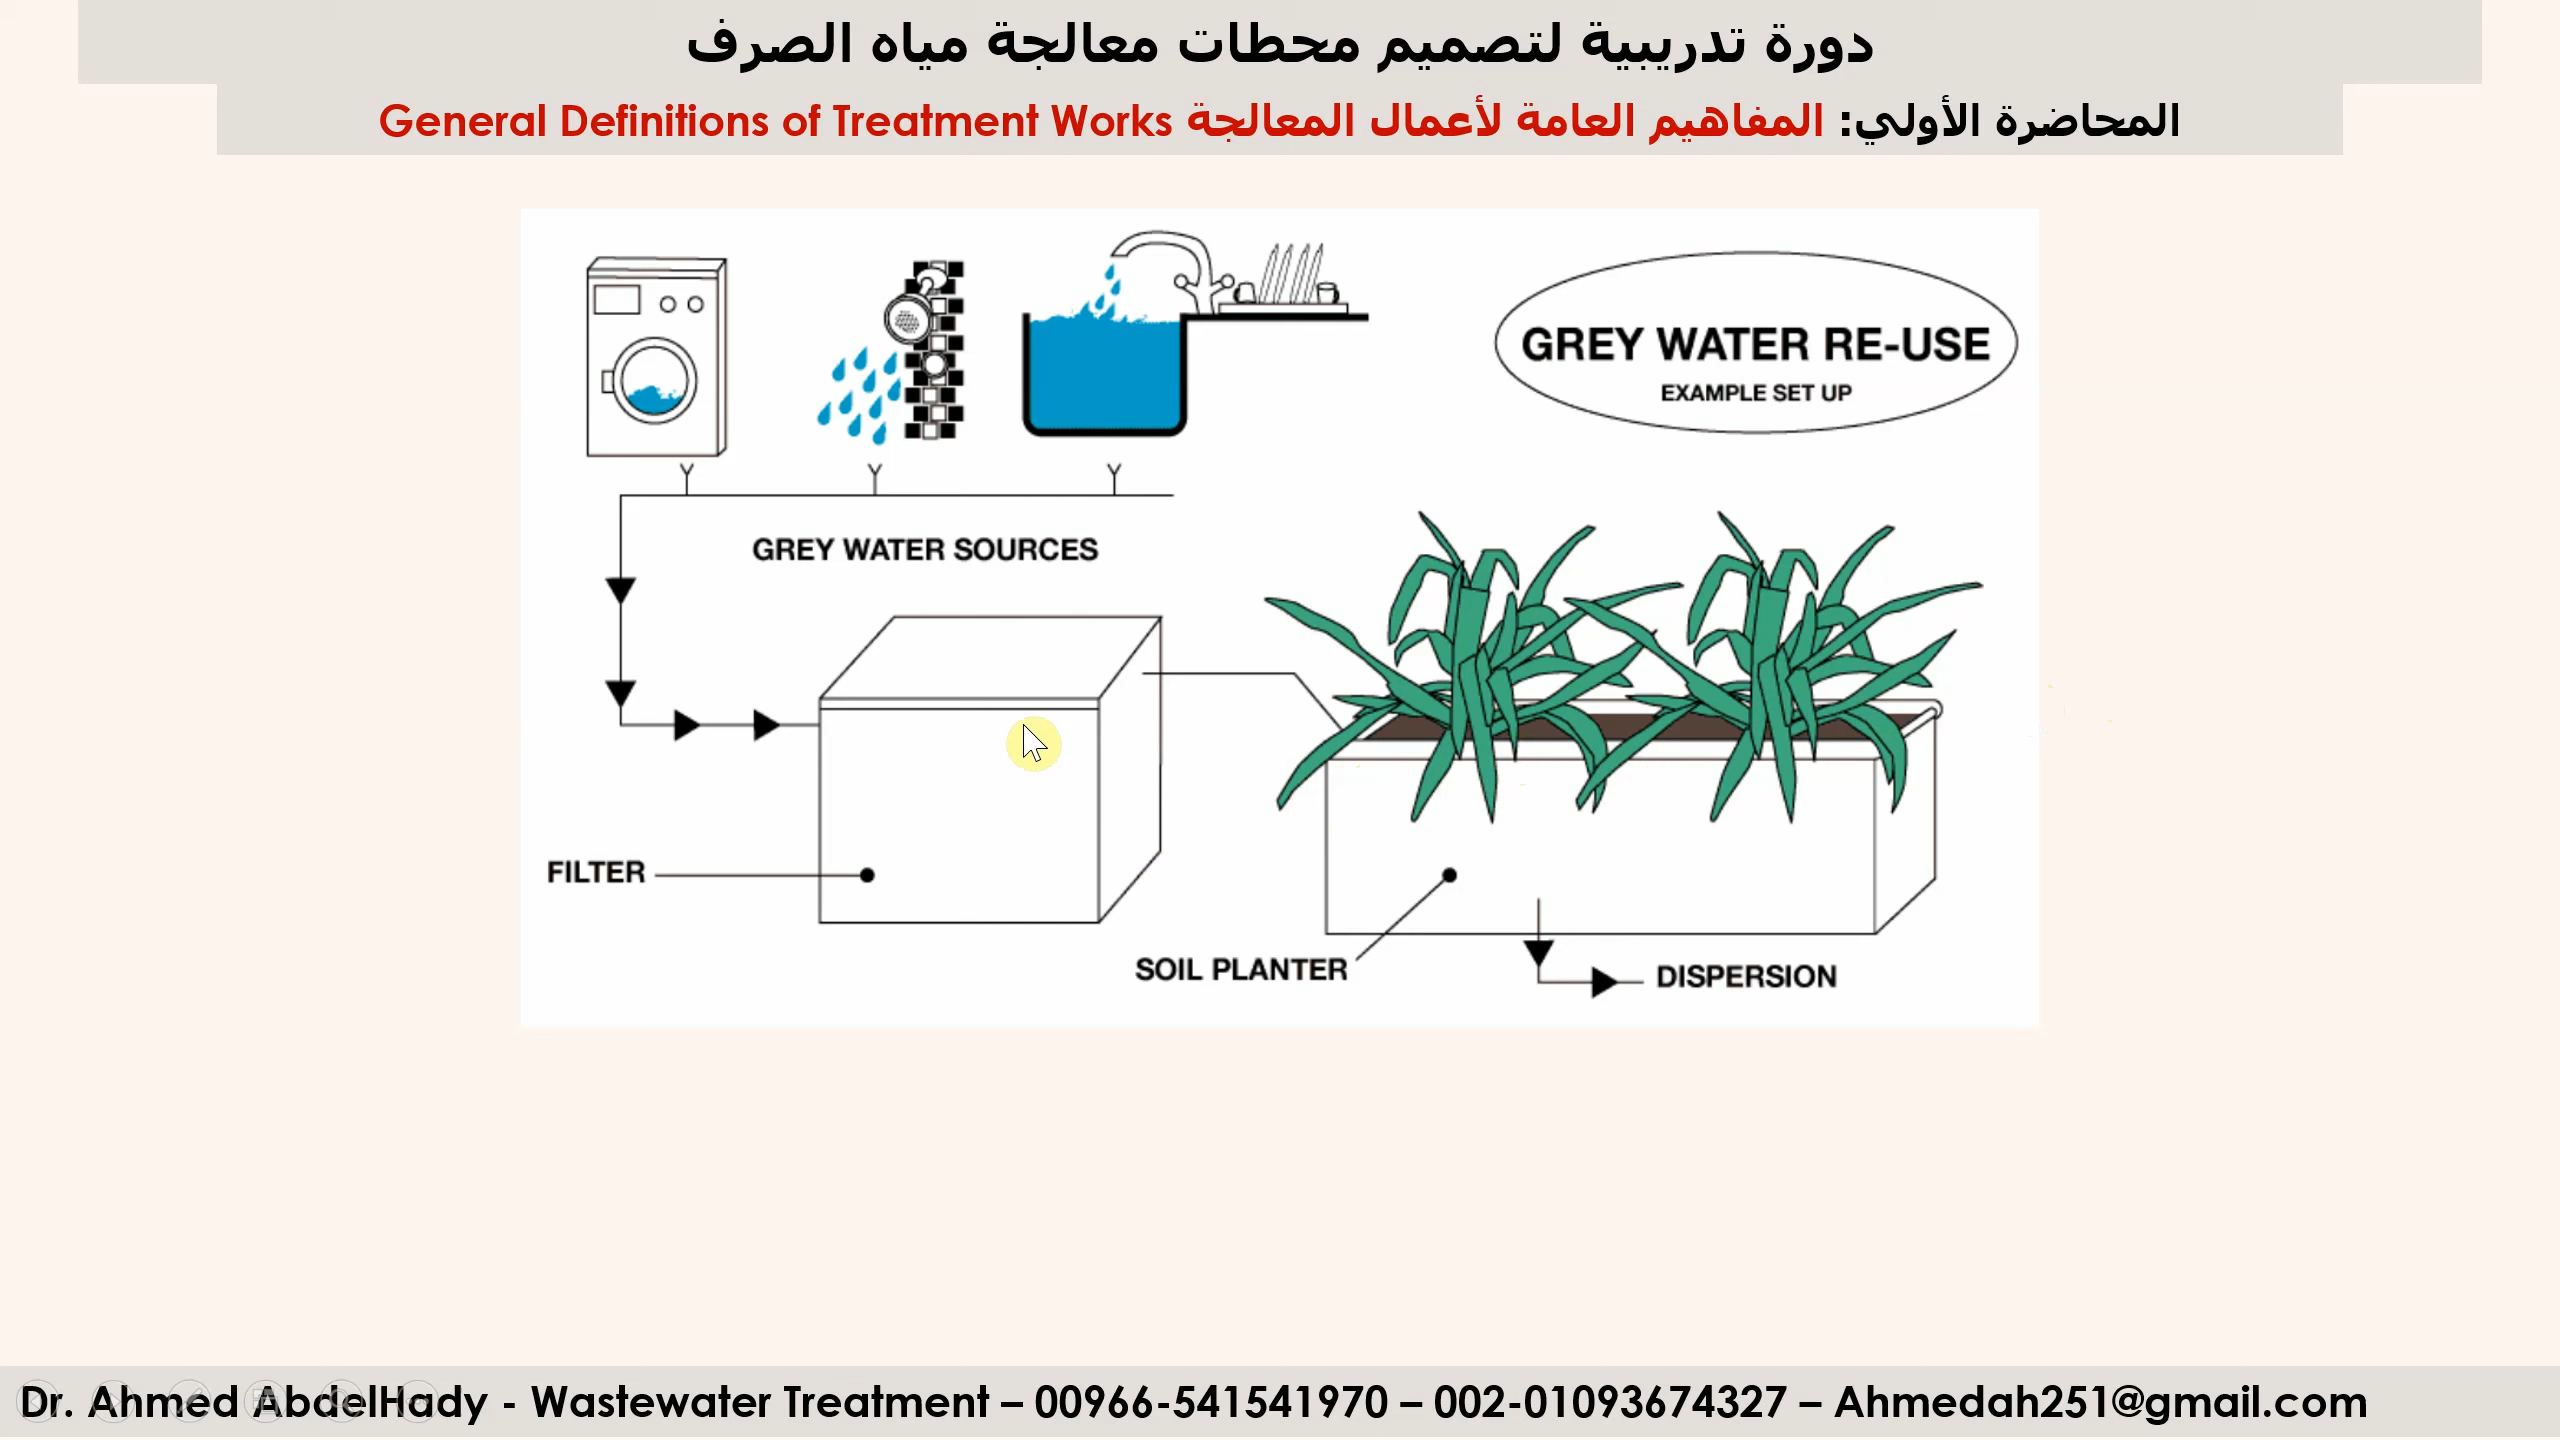 دورة تدريبية لتصميم محطات معالجة مياه الصرف
المحاضرة الأولي: المفاهيم العامة لأعمال المعالجة General Definitions of Treatment Works
GREY WATER RE-USE
EXAMPLE SET UP
GREY WATER SOURCES
FILTER
SOIL PLANTER
DISPERSION
Dr. Ahmed AbdelHady - Wastewater Treatment – 00966-541541970 – 002-01093674327 – Ahmedah251@gmail.com